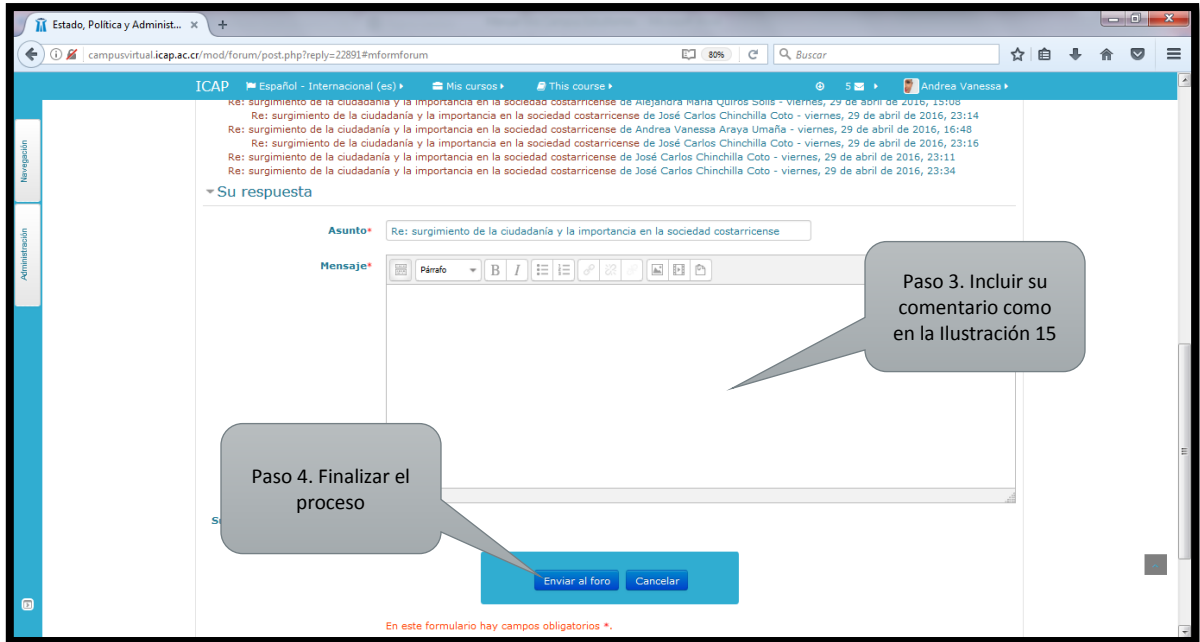 Estado, Política y Administ... × +
campusvirtual.icap.ac.cr/mod/forum/post.php?reply=22891#mformforum 80% Buscar
ICAP Español - Internacional (es) Mis cursos This course 5 Andrea Vanessa
Re: surgimiento de la ciudadanía y la importancia en la sociedad costarricense de Alejandra María Quiros Solis - viernes, 29 de abril de 2016, 15:08
Re: surgimiento de la ciudadanía y la importancia en la sociedad costarricense de José Carlos Chinchilla Coto - viernes, 29 de abril de 2016, 23:14
Re: surgimiento de la ciudadanía y la importancia en la sociedad costarricense de Andrea Vanessa Araya Umaña - viernes, 29 de abril de 2016, 16:48
Re: surgimiento de la ciudadanía y la importancia en la sociedad costarricense de José Carlos Chinchilla Coto - viernes, 29 de abril de 2016, 23:16
Re: surgimiento de la ciudadanía y la importancia en la sociedad costarricense de José Carlos Chinchilla Coto - viernes, 29 de abril de 2016, 23:11
Re: surgimiento de la ciudadanía y la importancia en la sociedad costarricense de José Carlos Chinchilla Coto - viernes, 29 de abril de 2016, 23:34
Navegación
Administración
Su respuesta
Asunto* Re: surgimiento de la ciudadanía y la importancia en la sociedad costarricense
Mensaje* Párrafo B I
Paso 3. Incluir su
comentario como
en la Ilustración 15
Paso 4. Finalizar el
proceso
Enviar al foro Cancelar
En este formulario hay campos obligatorios *.